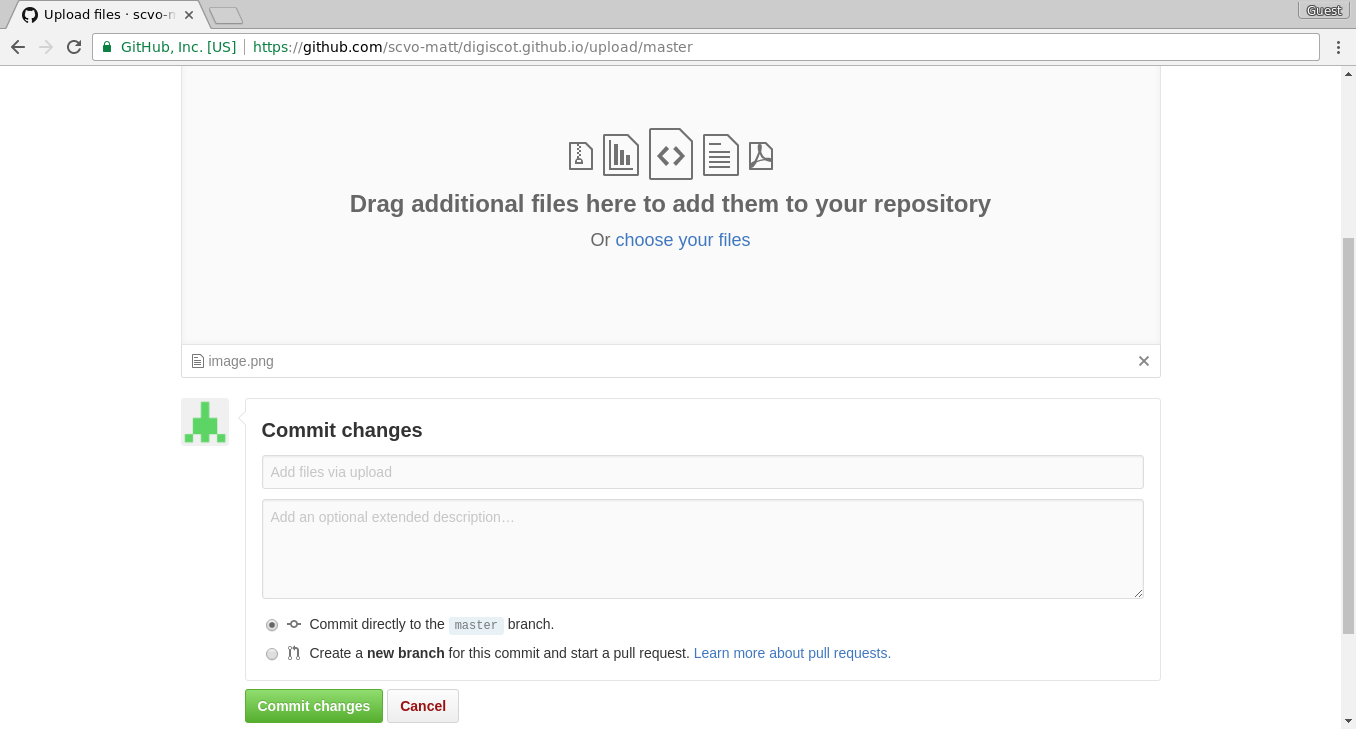 Upload files · scvo-m
Guest
GitHub, Inc. [US] https://github.com/scvo-matt/digiscot.github.io/upload/master
Drag additional files here to add them to your repository
Or choose your files
image.png
Commit changes
Add files via upload
Add an optional extended description…
Commit directly to the master branch.
Create a new branch for this commit and start a pull request. Learn more about pull requests.
Commit changes Cancel